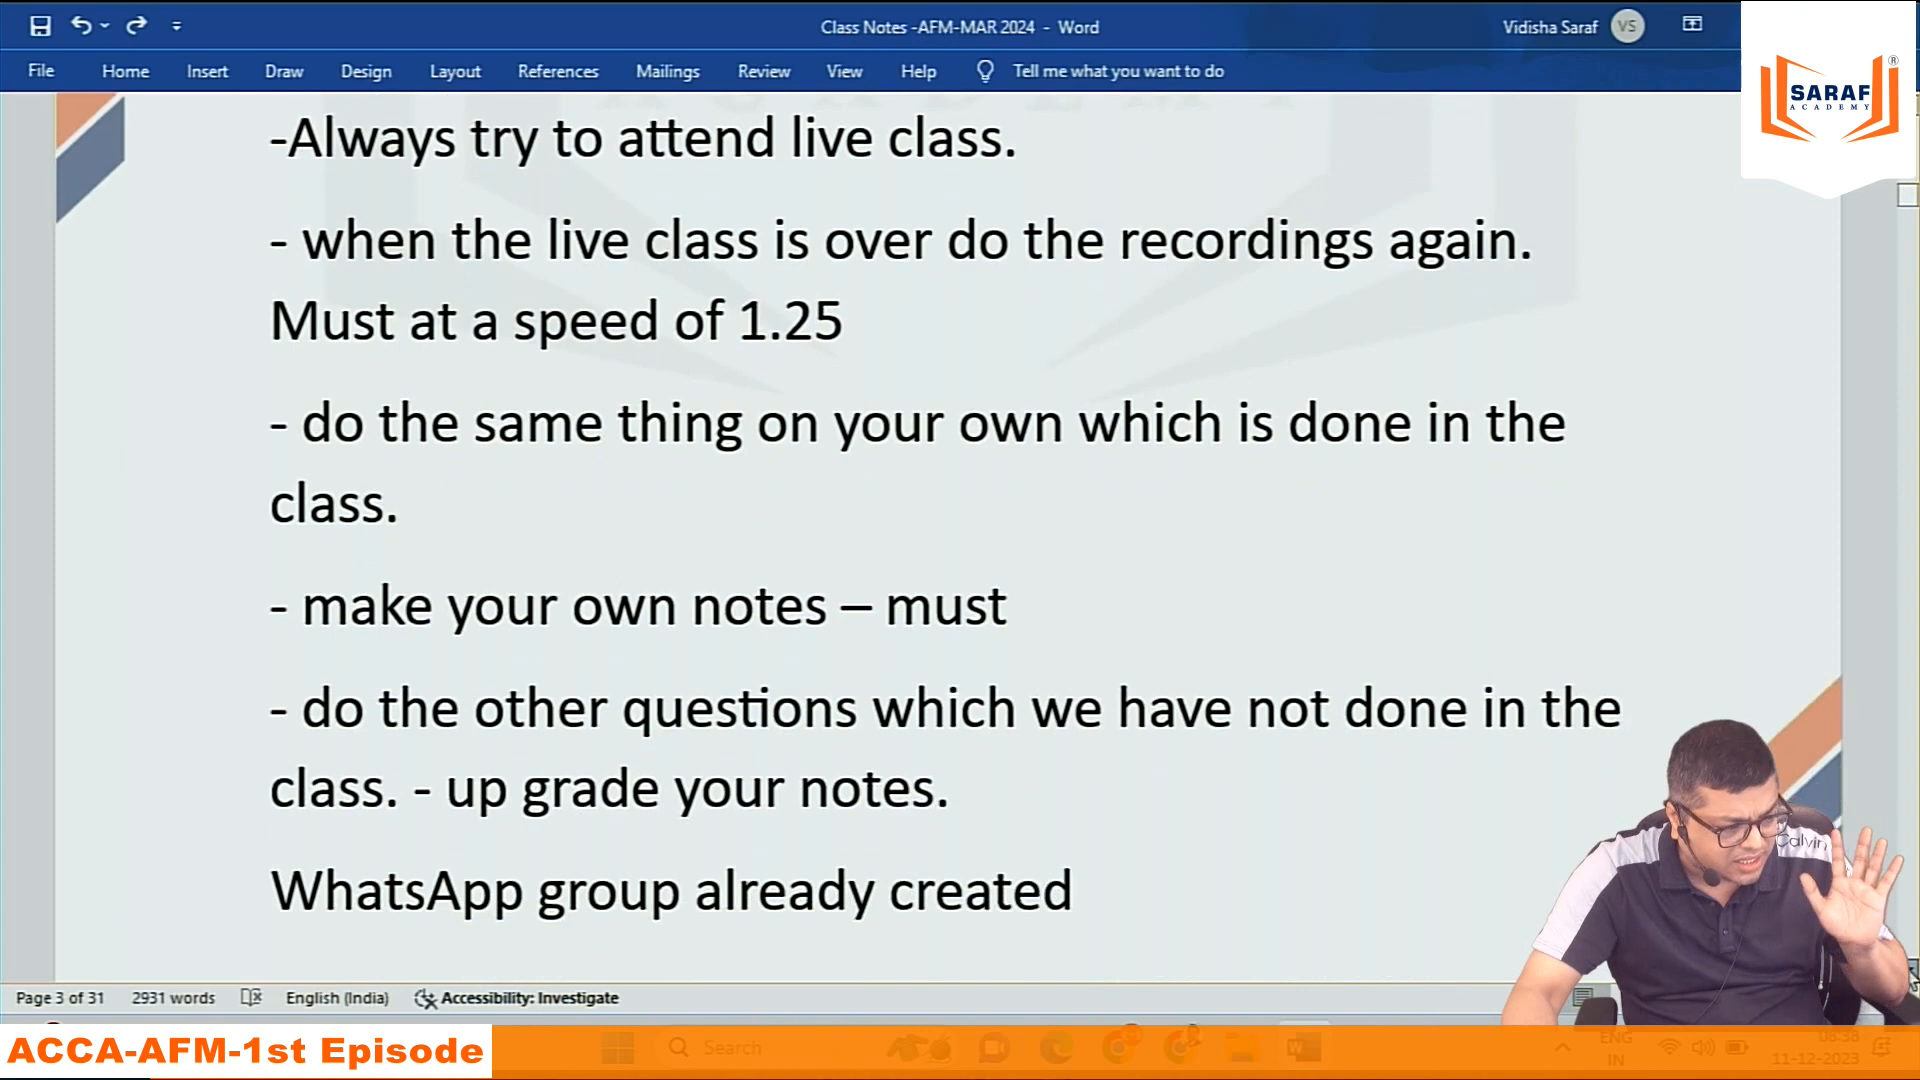 Class Notes -AFM-MAR 2024 - Word
Vidisha Saraf VS
File Home Insert Draw Design Layout References Mailings Review View Help Tell me what you want to do
SARAF
ACADEMY
-Always try to attend live class.
- when the live class is over do the recordings again.
Must at a speed of 1.25
- do the same thing on your own which is done in the
class.
- make your own notes – must
- do the other questions which we have not done in the
class. - up grade your notes.
WhatsApp group already created
Calvin
Page 3 of 31 2931 words English (India) Accessibility: Investigate
ACCA-AFM-1st Episode
Search
ENG
IN
08:38
11-12-2023